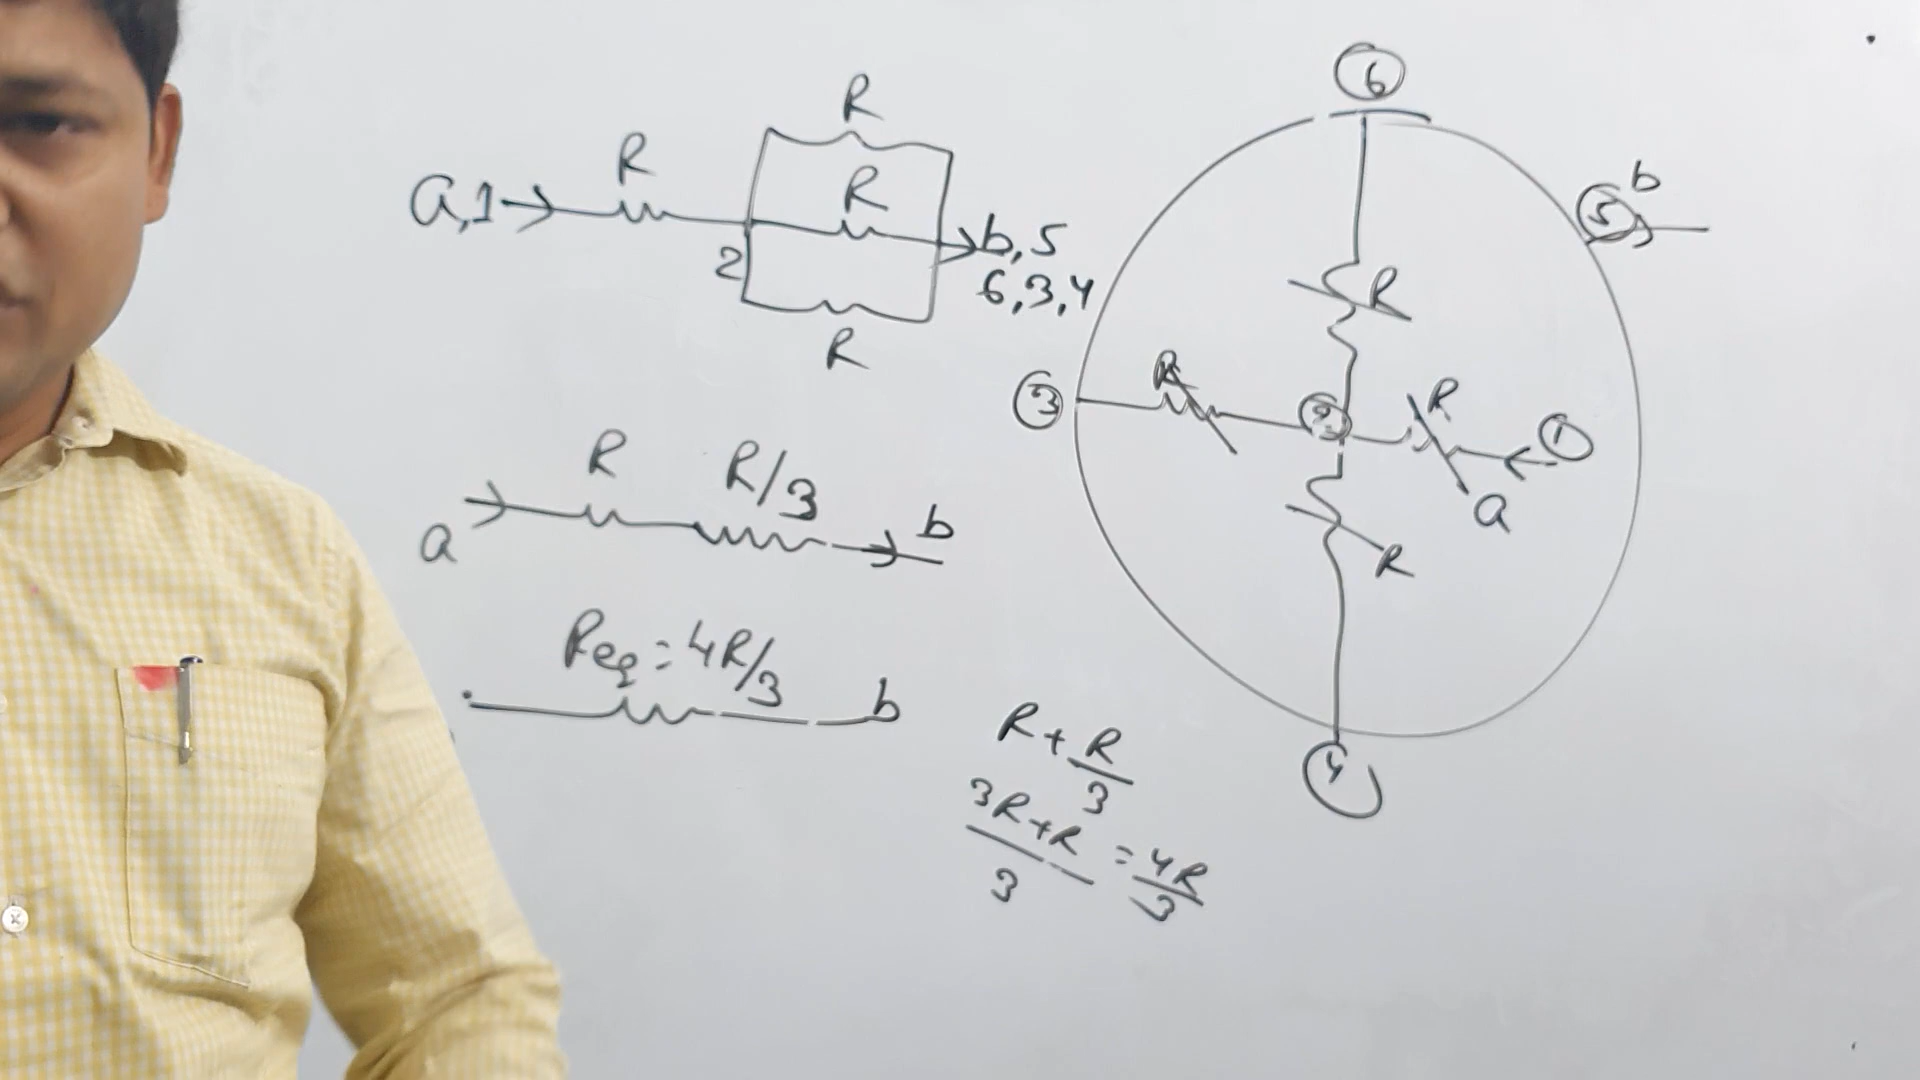 R
R
R
a,1
2
b,5
6,3,4
R
R
R/3
a
b
Req = 4R/3
b
R + R/3
3R+R/3 = 4R/3
6
b
5
R
3
R
2
R
1
a
R
4